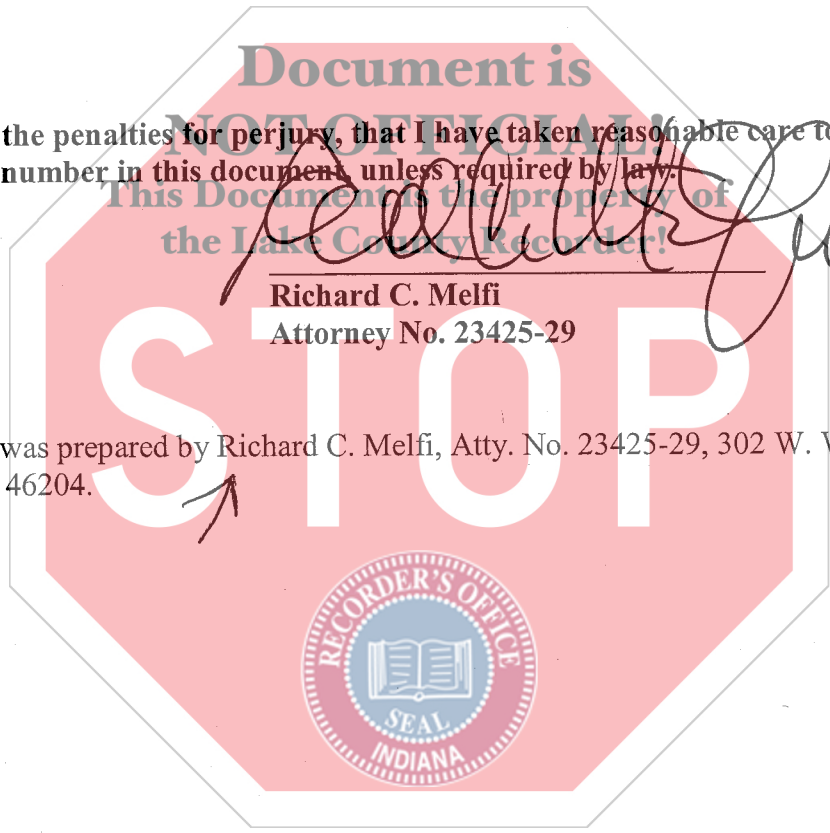 Document is
NOT OFFICIAL!
the penalties for perjury, that I have taken reasonable care to
number in this document, unless required by law.
This Document is the property of
the Lake County Recorder!
Richard C. Melfi
Attorney No. 23425-29
STOP
was prepared by Richard C. Melfi, Atty. No. 23425-29, 302 W.
46204.
RECORDER'S OFFICE
SEAL
INDIANA